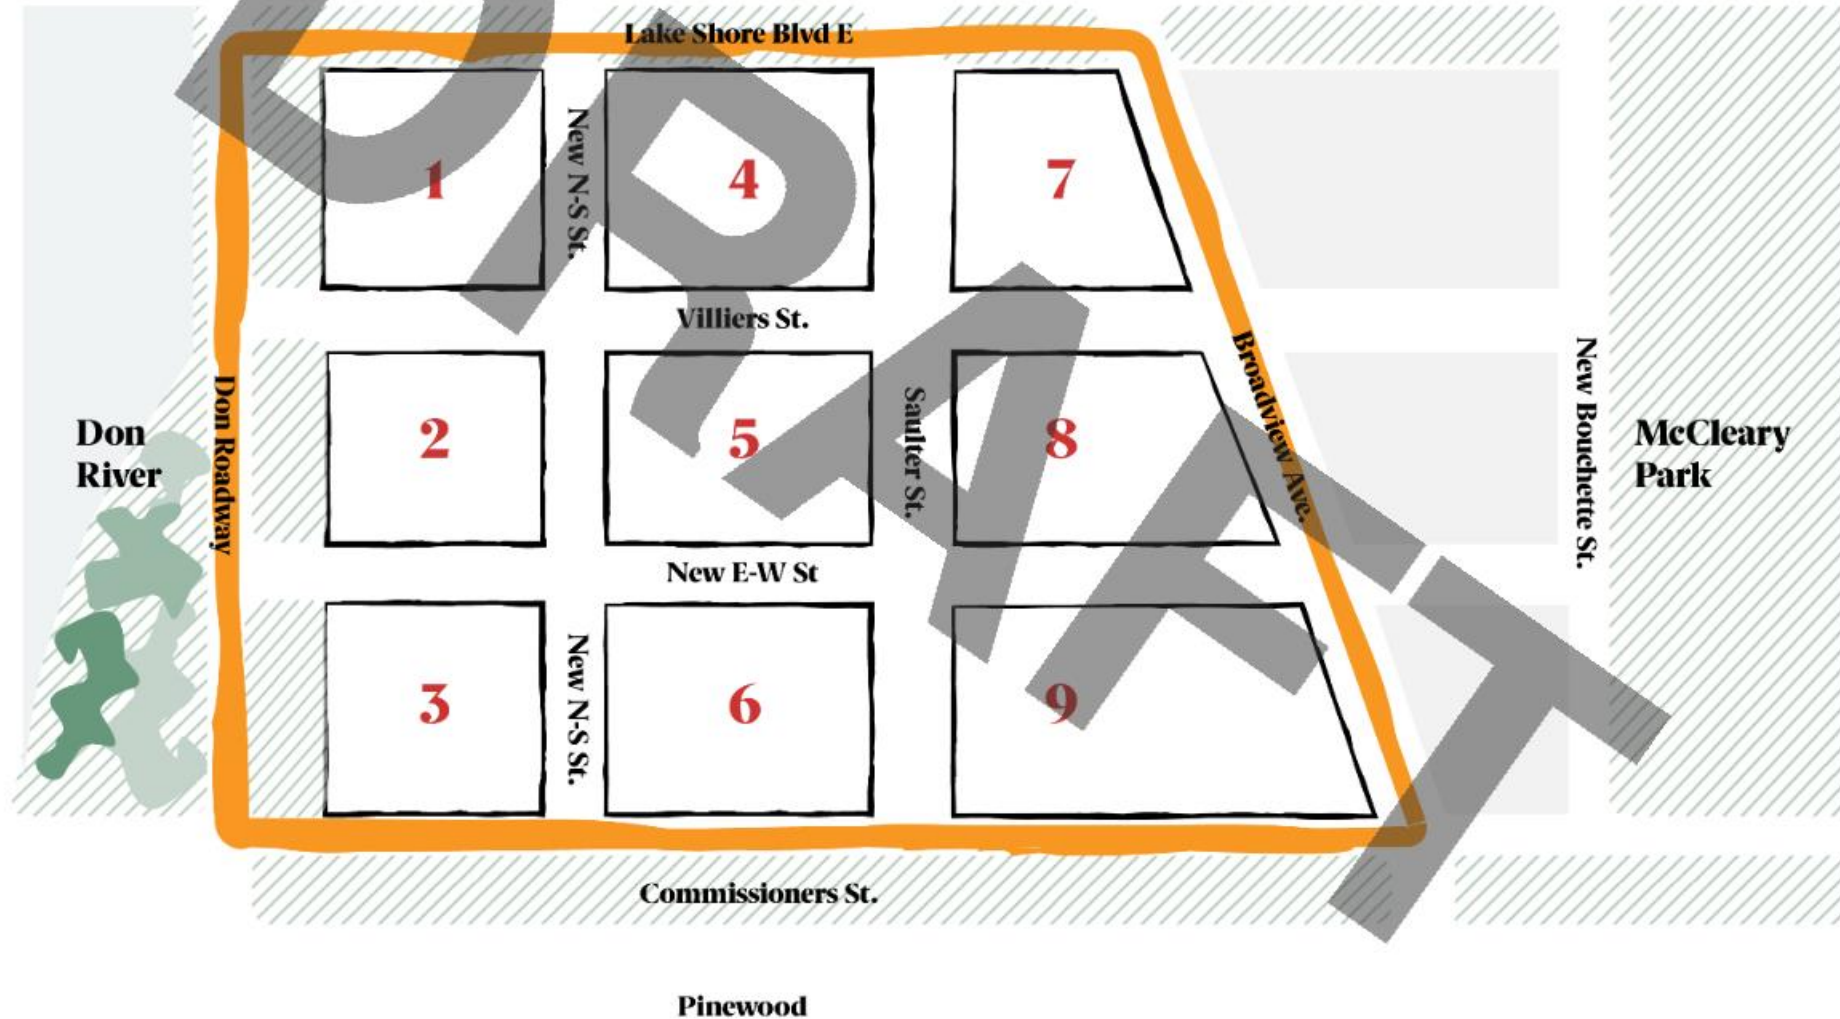 Lake Shore Blvd E
1
New N-S St.
4
7
Villiers St.
Don Roadway
2
5
Saulter St.
8
Broadview Ave.
New Bouchette St.
Don
River
McCleary
Park
New E-W St
3
New N-S St.
6
9
Commissioners St.
Pinewood
DRAFT